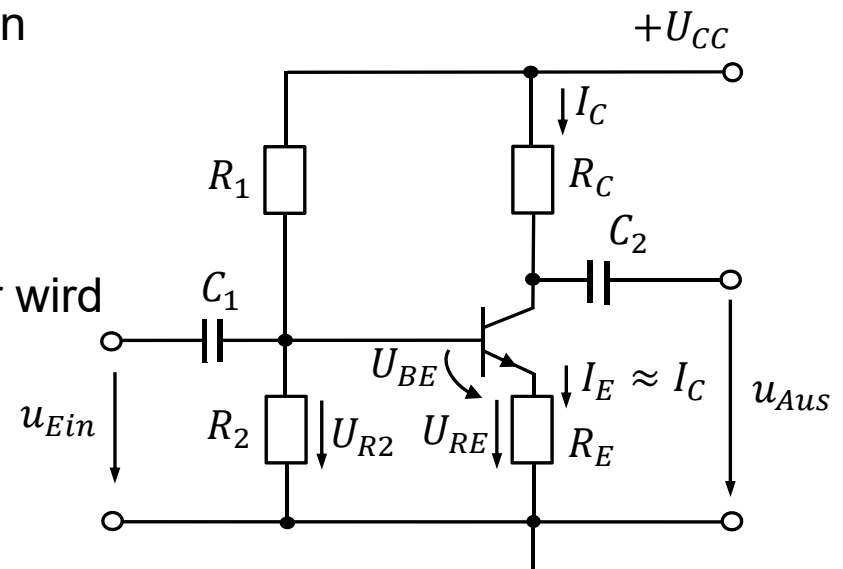 n
+U_CC
I_C
R_1
R_C
C_2
r wird
C_1
U_BE
I_E ≈ I_C
u_Ein
R_2
U_R2
U_RE
R_E
u_Aus